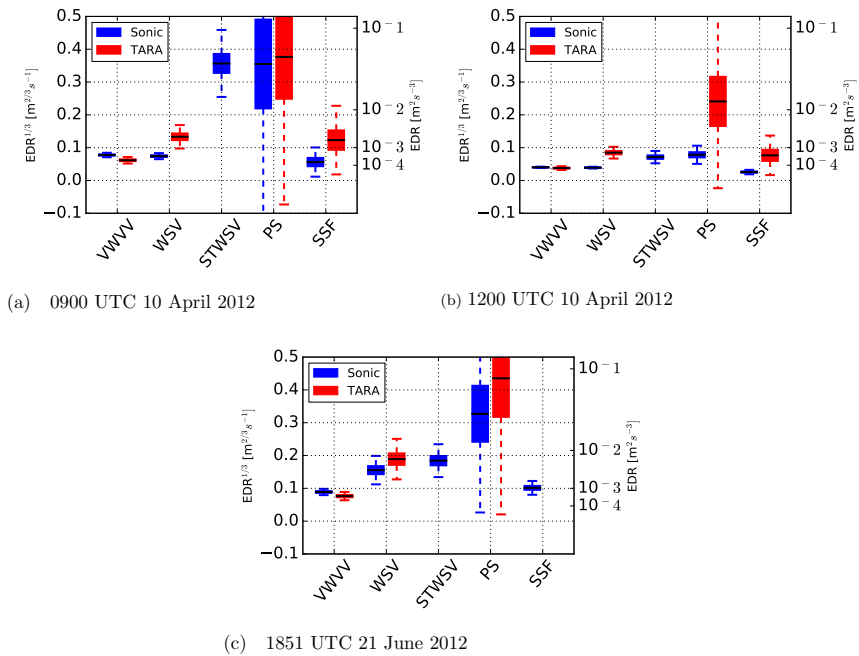 0.5
0.4
0.3
0.2
0.1
0.0
−0.1
EDR^{1/3} [m^{2/3}s^{−1}]
Sonic
TARA
10^{−1}
10^{−2}
10^{−3}
10^{−4}
EDR [m^2s^{−3}]
VWVV
WSV
STWSV
PS
SSF
(a) 0900 UTC 10 April 2012
0.5
0.4
0.3
0.2
0.1
0.0
−0.1
EDR^{1/3} [m^{2/3}s^{−1}]
Sonic
TARA
10^{−1}
10^{−2}
10^{−3}
10^{−4}
EDR [m^2s^{−3}]
VWVV
WSV
STWSV
PS
SSF
(b) 1200 UTC 10 April 2012
0.5
0.4
0.3
0.2
0.1
0.0
−0.1
EDR^{1/3} [m^{2/3}s^{−1}]
Sonic
TARA
10^{−1}
10^{−2}
10^{−3}
10^{−4}
EDR [m^2s^{−3}]
VWVV
WSV
STWSV
PS
SSF
(c) 1851 UTC 21 June 2012